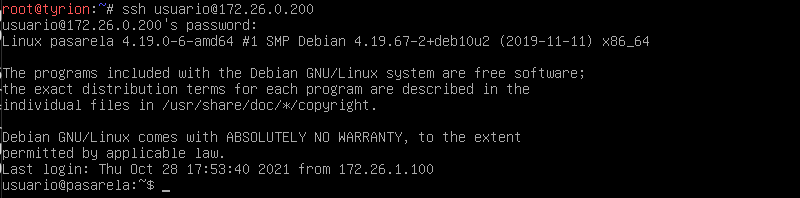 root@tyrion:~# ssh usuario@172.26.0.200
usuario@172.26.0.200's password:
Linux pasarela 4.19.0-6-amd64 #1 SMP Debian 4.19.67-2+deb10u2 (2019-11-11) x86_64
The programs included with the Debian GNU/Linux system are free software;
the exact distribution terms for each program are described in the
individual files in /usr/share/doc/*/copyright.
Debian GNU/Linux comes with ABSOLUTELY NO WARRANTY, to the extent
permitted by applicable law.
Last login: Thu Oct 28 17:53:40 2021 from 172.26.1.100
usuario@pasarela:~$ _